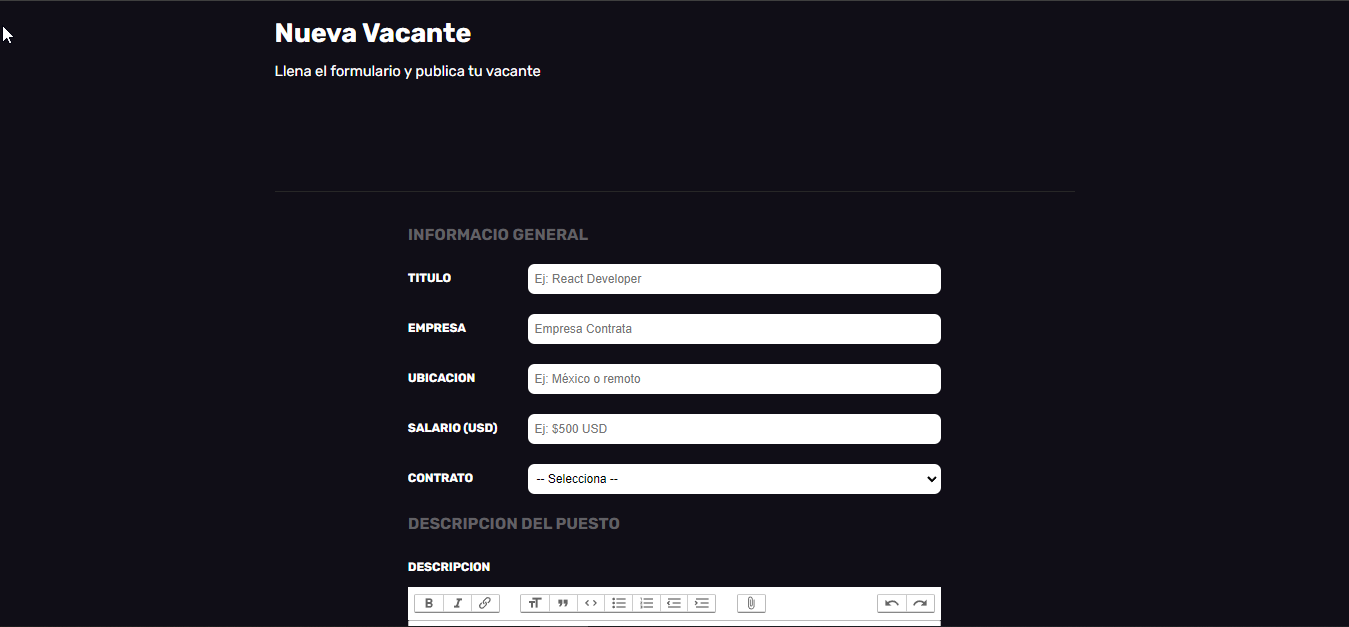 Nueva Vacante
Llena el formulario y publica tu vacante
INFORMACIO GENERAL
TITULO
Ej: React Developer
EMPRESA
Empresa Contrata
UBICACION
Ej: México o remoto
SALARIO (USD)
Ej: $500 USD
CONTRATO
-- Selecciona --
DESCRIPCION DEL PUESTO
DESCRIPCION